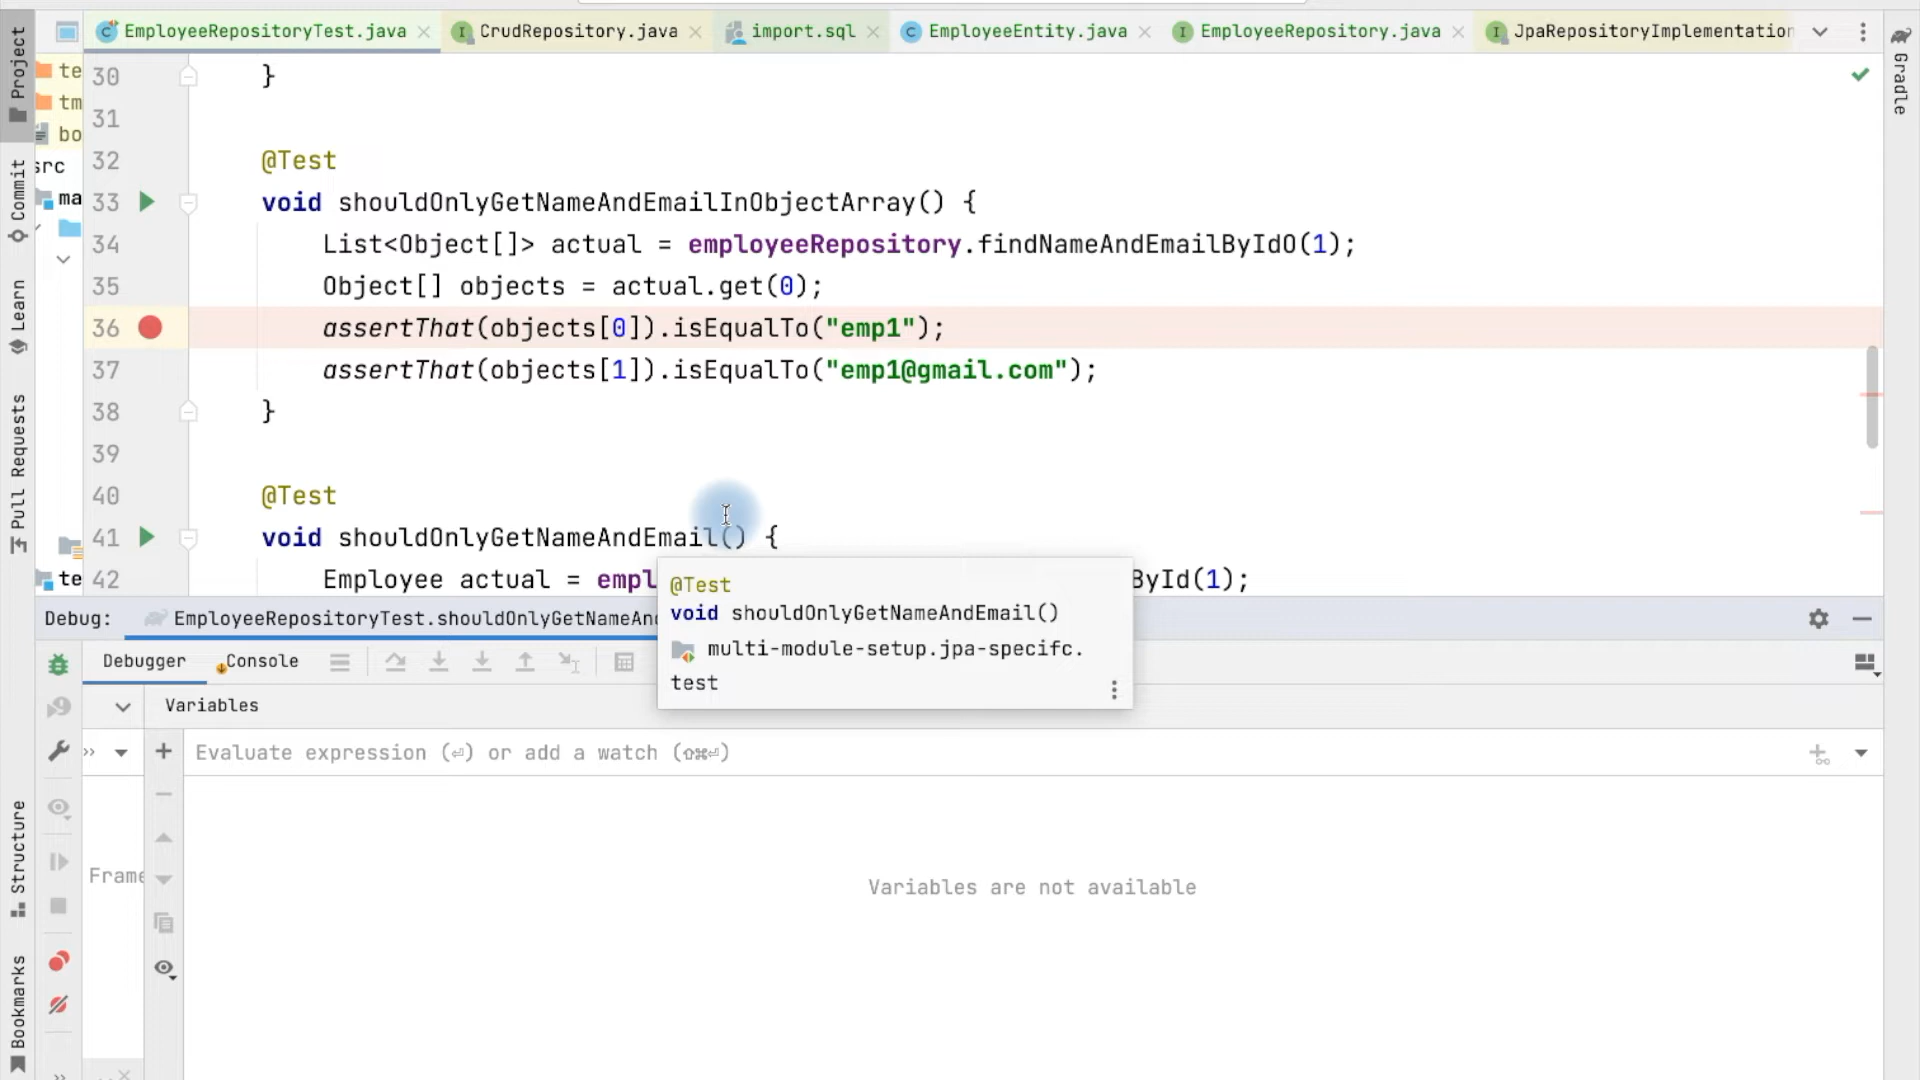 Project
Commit
Learn
Pull Requests
Structure
Bookmarks
Gradle
EmployeeRepositoryTest.java
CrudRepository.java
import.sql
EmployeeEntity.java
EmployeeRepository.java
JpaRepositoryImplementation
te
tm
bo
src
ma
te
30 }
31
32 @Test
33 void shouldOnlyGetNameAndEmailInObjectArray() {
34 List<Object[]> actual = employeeRepository.findNameAndEmailByIdO(1);
35 Object[] objects = actual.get(0);
36 assertThat(objects[0]).isEqualTo("emp1");
37 assertThat(objects[1]).isEqualTo("emp1@gmail.com");
38 }
39
40 @Test
41 void shouldOnlyGetNameAndEmail() {
42 Employee actual = empl ById(1);
@Test
void shouldOnlyGetNameAndEmail()
multi-module-setup.jpa-specifc.
test
Debug: EmployeeRepositoryTest.shouldOnlyGetNameAn
Debugger Console
Variables
Evaluate expression (⏎) or add a watch (⇧⌘⏎)
Frame
Variables are not available